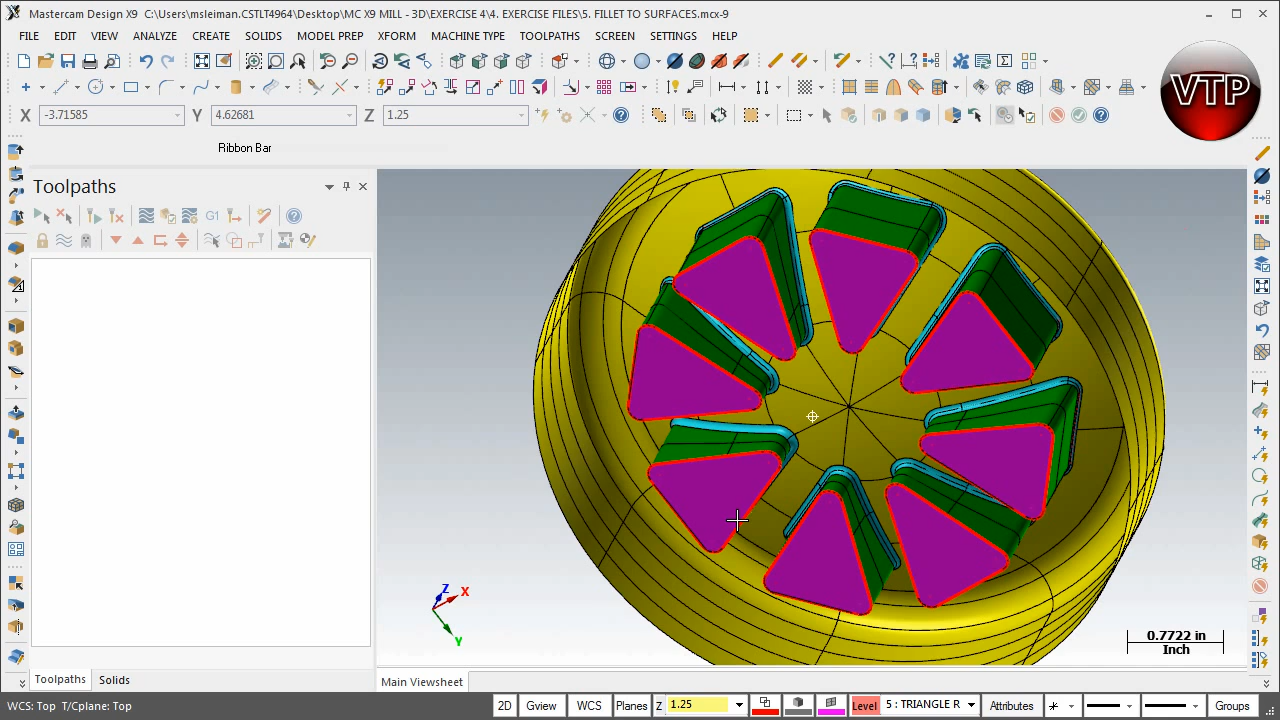 Mastercam Design X9 C:\Users\msleiman.CSTLT4964\Desktop\MC X9 MILL - 3D\EXERCISE 4\4. EXERCISE FILES\5. FILLET TO SURFACES.mcx-9
FILE EDIT VIEW ANALYZE CREATE SOLIDS MODEL PREP XFORM MACHINE TYPE TOOLPATHS SCREEN SETTINGS HELP
VTP
X -3.71585 Y 4.62681 Z 1.25
Ribbon Bar
Toolpaths
G1
Z
X
Y
0.7722 in
Inch
Toolpaths Solids
Main Viewsheet
WCS: Top T/Cplane: Top 2D Gview WCS Planes Z 1.25 Level 5 : TRIANGLE R Attributes Groups